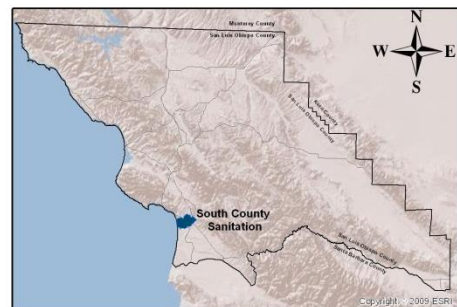 Monterey County
San Luis Obispo County
N
W E
S
Kern County
San Luis Obispo County
South County
Sanitation
San Luis Obispo County
Santa Barbara County
Copyright: © 2009 ESRI